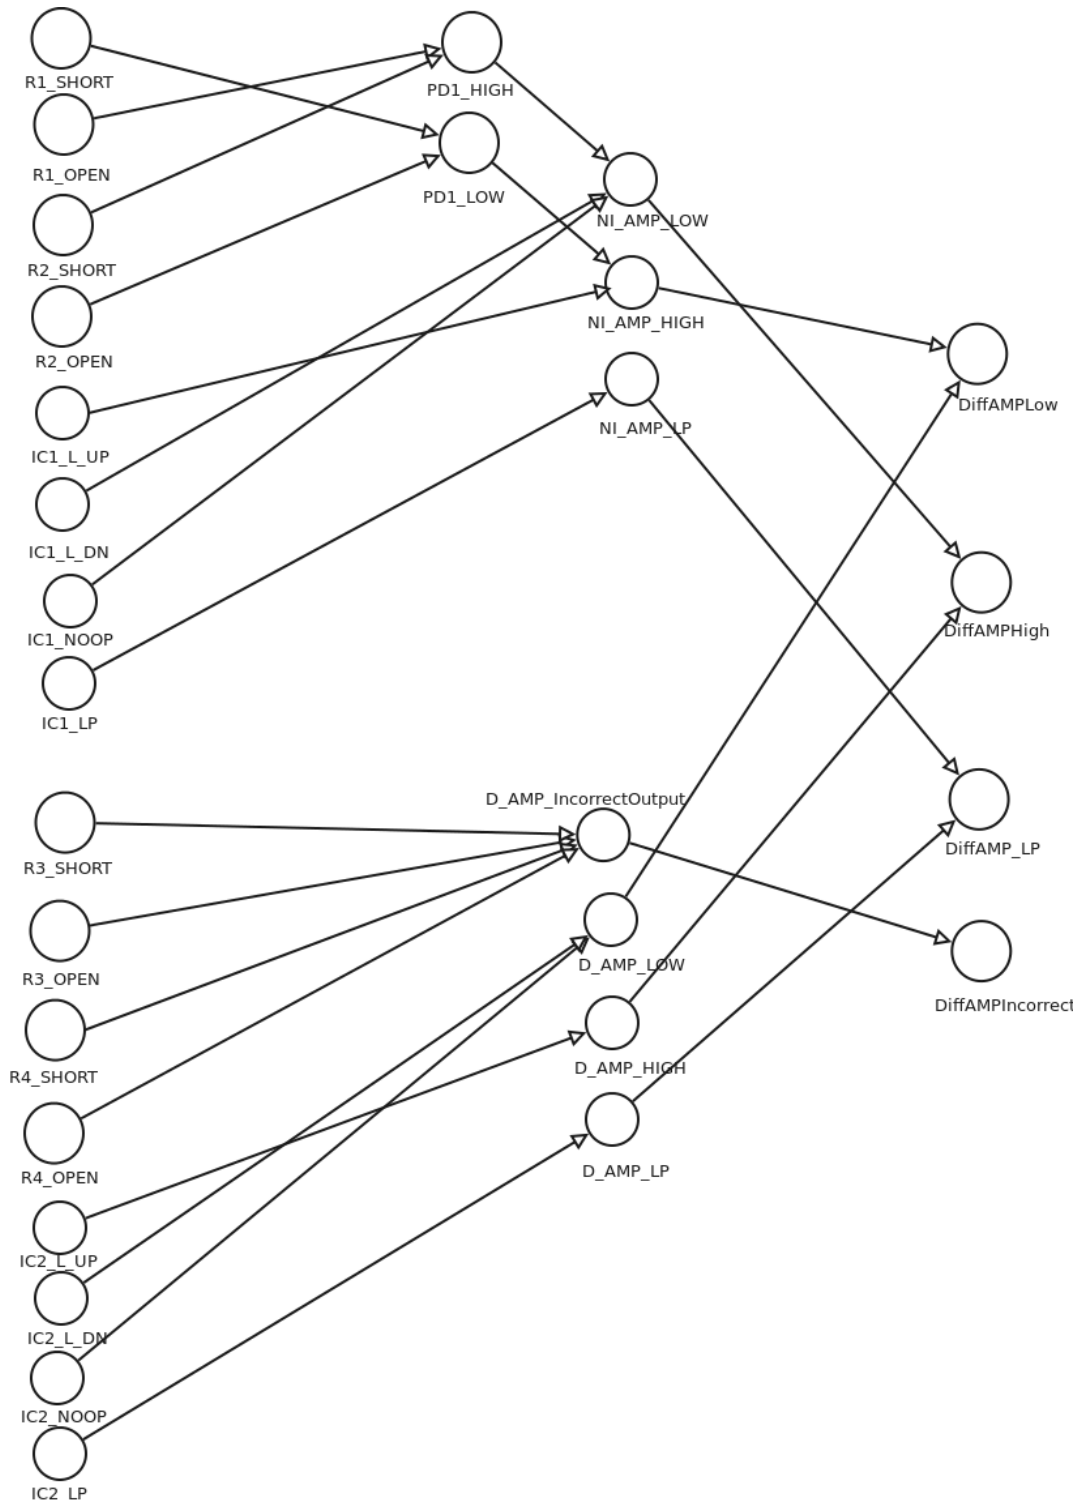 R1_SHORT
PD1_HIGH
R1_OPEN
PD1_LOW
NI_AMP_LOW
R2_SHORT
NI_AMP_HIGH
R2_OPEN
DiffAMPLow
NI_AMP_LP
IC1_L_UP
IC1_L_DN
DiffAMPHigh
IC1_NOOP
IC1_LP
D_AMP_IncorrectOutput
DiffAMP_LP
R3_SHORT
D_AMP_LOW
R3_OPEN
DiffAMPIncorrect
D_AMP_HIGH
R4_SHORT
D_AMP_LP
R4_OPEN
IC2_L_UP
IC2_L_DN
IC2_NOOP
IC2_LP